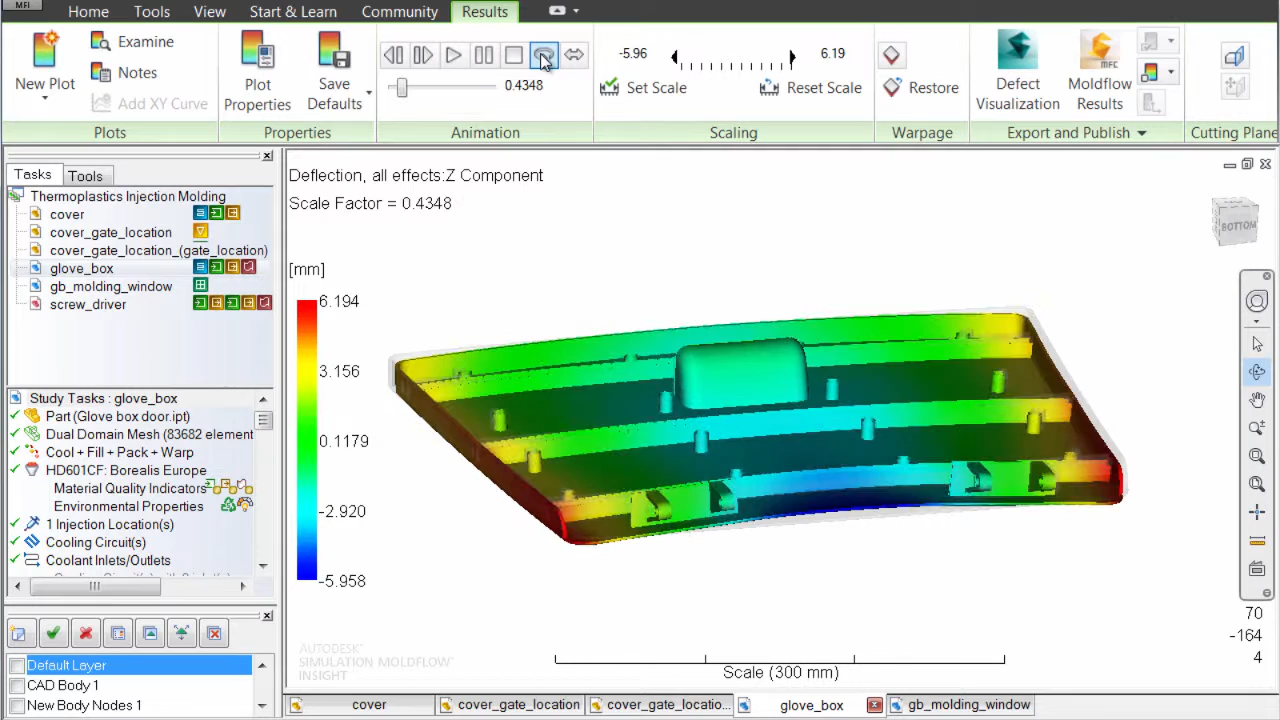 MFI
Home Tools View Start & Learn Community Results
New Plot
Examine
Notes
Add XY Curve
Plots
Plot Properties
Save Defaults
Properties
0.4348
Animation
-5.96 6.19
Set Scale Reset Scale
Scaling
Restore
Warpage
Defect Visualization
MFC
Moldflow Results
Export and Publish
Cutting Plane
Tasks Tools
Thermoplastics Injection Molding
cover
cover_gate_location
cover_gate_location_(gate_location)
glove_box
gb_molding_window
screw_driver
Study Tasks : glove_box
Part (Glove box door.ipt)
Dual Domain Mesh (83682 element
Cool + Fill + Pack + Warp
HD601CF: Borealis Europe
Material Quality Indicators
Environmental Properties
1 Injection Location(s)
Cooling Circuit(s)
Coolant Inlets/Outlets
Default Layer
CAD Body 1
New Body Nodes 1
Deflection, all effects:Z Component
Scale Factor = 0.4348
[mm]
6.194
3.156
0.1179
-2.920
-5.958
BOTTOM
AUTODESK
SIMULATION MOLDFLOW
INSIGHT
Scale (300 mm)
70
-164
4
cover cover_gate_location cover_gate_locatio... glove_box gb_molding_window